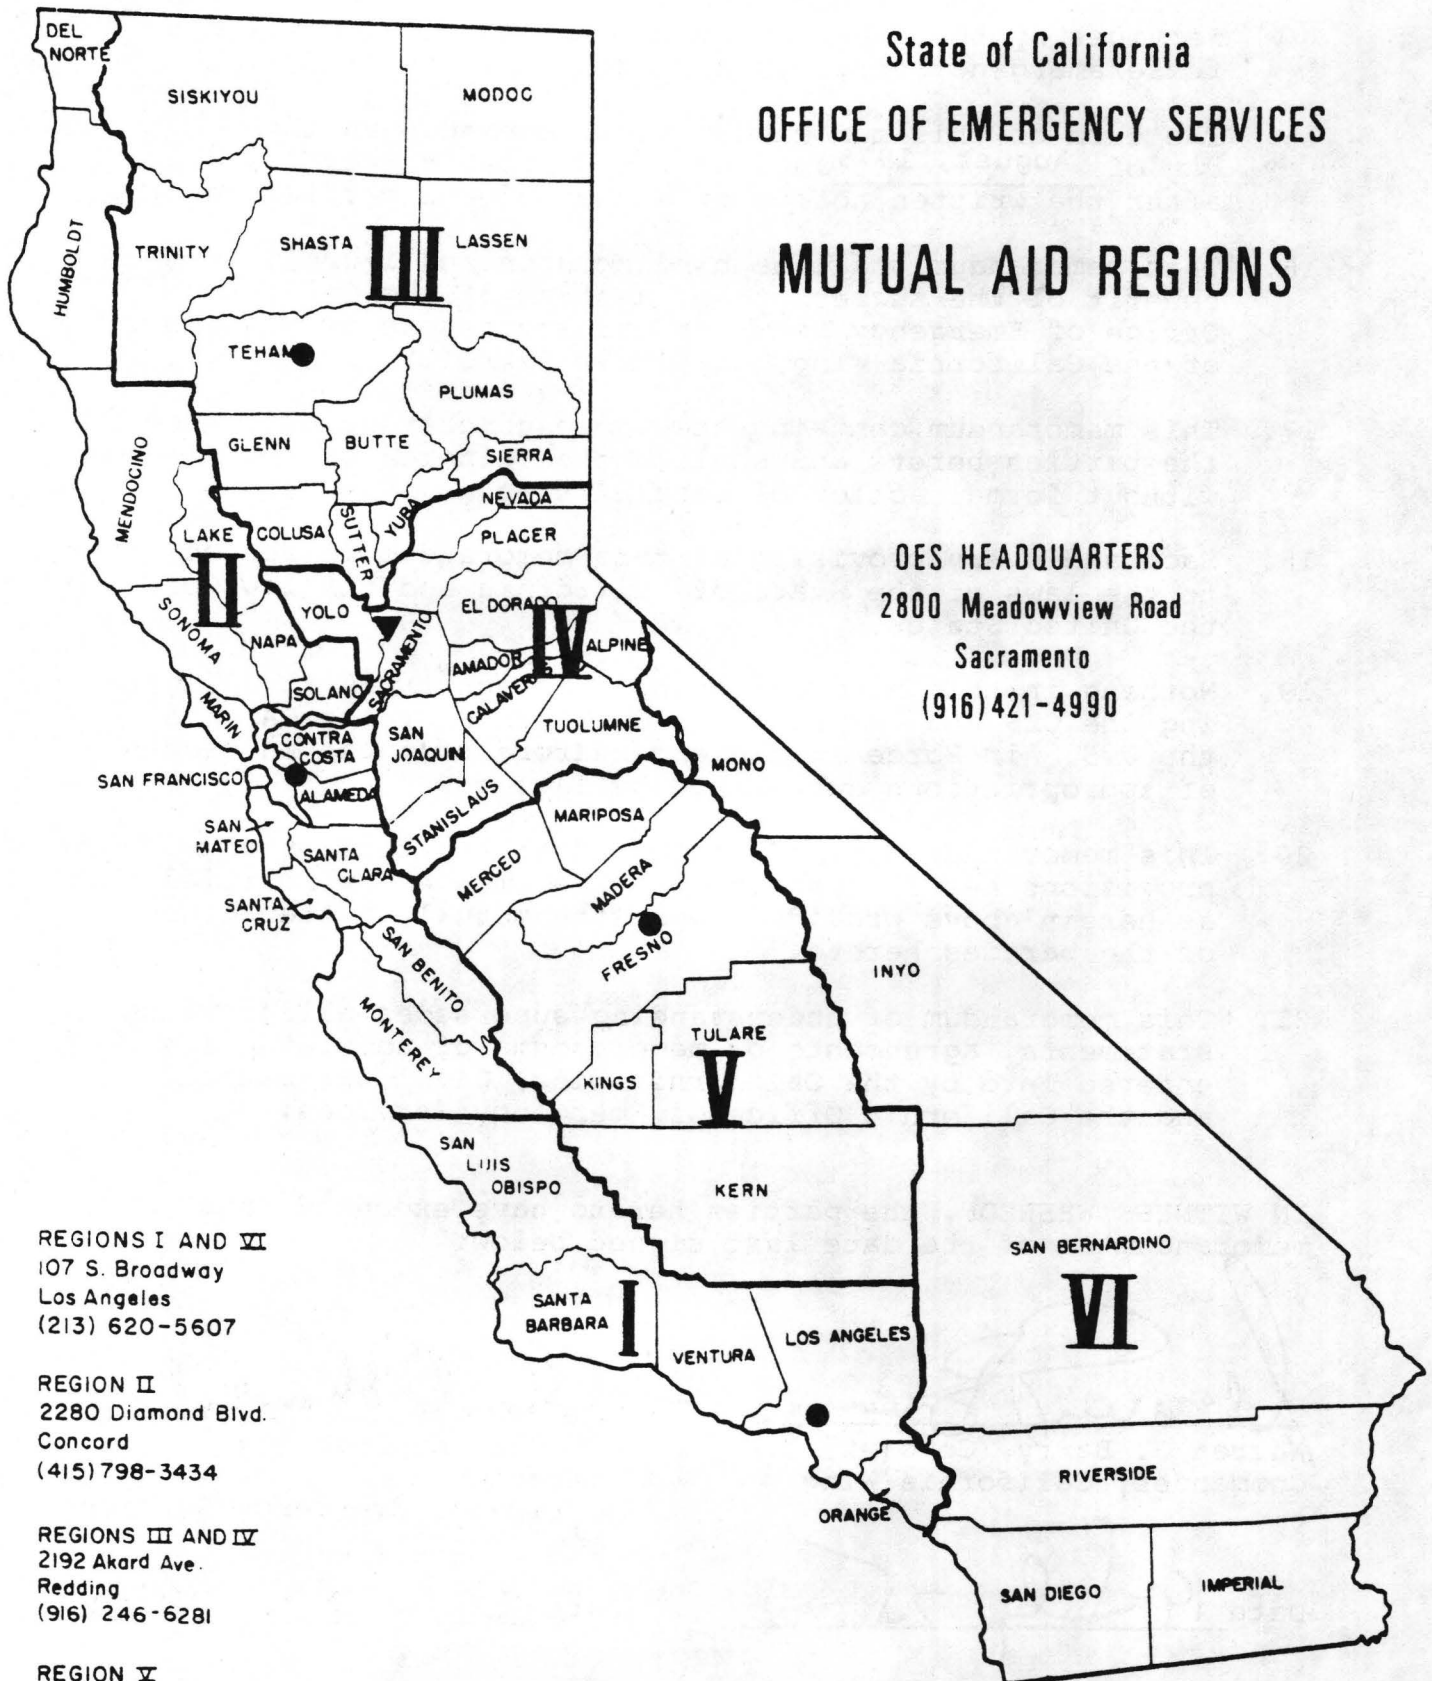 State of California
OFFICE OF EMERGENCY SERVICES
MUTUAL AID REGIONS
OES HEADQUARTERS
2800 Meadowview Road
Sacramento
(916) 421-4990
DEL
NORTE
SISKIYOU
MODOC
HUMBOLDT
TRINITY
SHASTA
III
LASSEN
TEHAM
PLUMAS
MENDOCINO
GLENN
BUTTE
SIERRA
NEVADA
LAKE
COLUSA
SUTTER
YUBA
PLACER
II
SONOMA
NAPA
YOLO
SOLANO
SACRAMENTO
EL DORADO
IV
AMADOR
ALPINE
CALAVERAS
MARIN
CONTRA
COSTA
SAN
JOAQUIN
TUOLUMNE
MONO
SAN FRANCISCO
ALAMEDA
STANISLAUS
MARIPOSA
SAN
MATEO
SANTA
CLARA
MERCED
MADERA
SANTA
CRUZ
SAN BENITO
FRESNO
INYO
MONTEREY
TULARE
KINGS
V
SAN
LUIS
OBISPO
KERN
SAN BERNARDINO
VI
SANTA
BARBARA
I
VENTURA
LOS ANGELES
RIVERSIDE
ORANGE
SAN DIEGO
IMPERIAL
REGIONS I AND VI
107 S. Broadway
Los Angeles
(213) 620-5607
REGION II
2280 Diamond Blvd.
Concord
(415) 798-3434
REGIONS III AND IV
2192 Akard Ave.
Redding
(916) 246-6281
REGION V